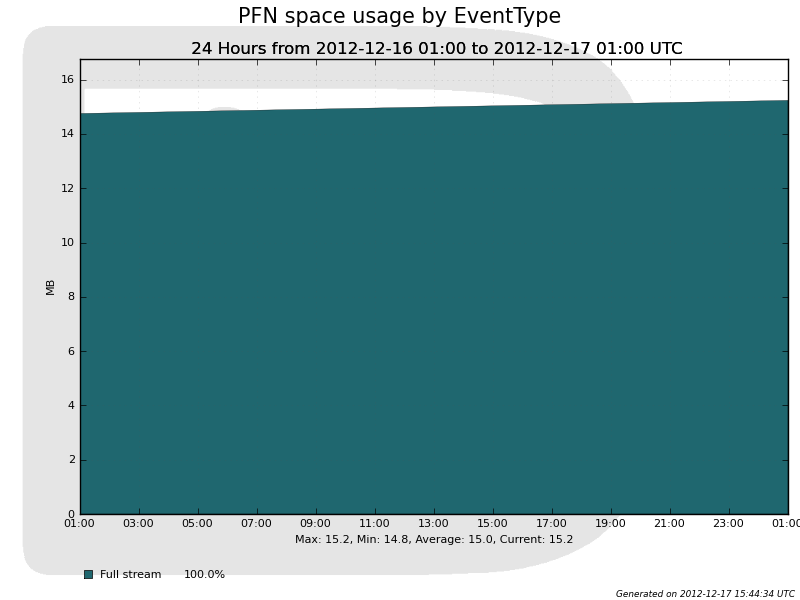 PFN space usage by EventType
24 Hours from 2012-12-16 01:00 to 2012-12-17 01:00 UTC
16
14
12
10
8
6
4
2
0
MB
01:00 03:00 05:00 07:00 09:00 11:00 13:00 15:00 17:00 19:00 21:00 23:00 01:00
Max: 15.2, Min: 14.8, Average: 15.0, Current: 15.2
Full stream 100.0%
Generated on 2012-12-17 15:44:34 UTC